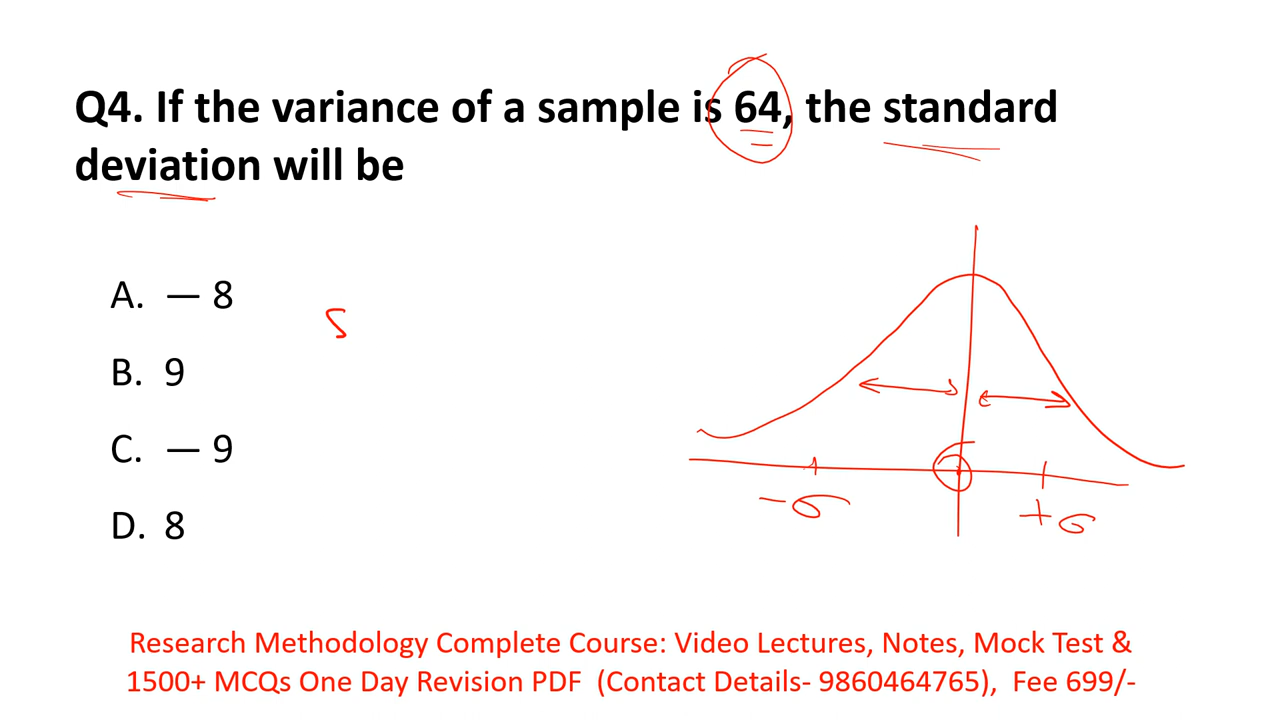 Q4. If the variance of a sample is 64, the standard
deviation will be
A. — 8
B. 9
C. — 9
D. 8
S
-σ
+σ
Research Methodology Complete Course: Video Lectures, Notes, Mock Test &
1500+ MCQs One Day Revision PDF (Contact Details- 9860464765), Fee 699/-